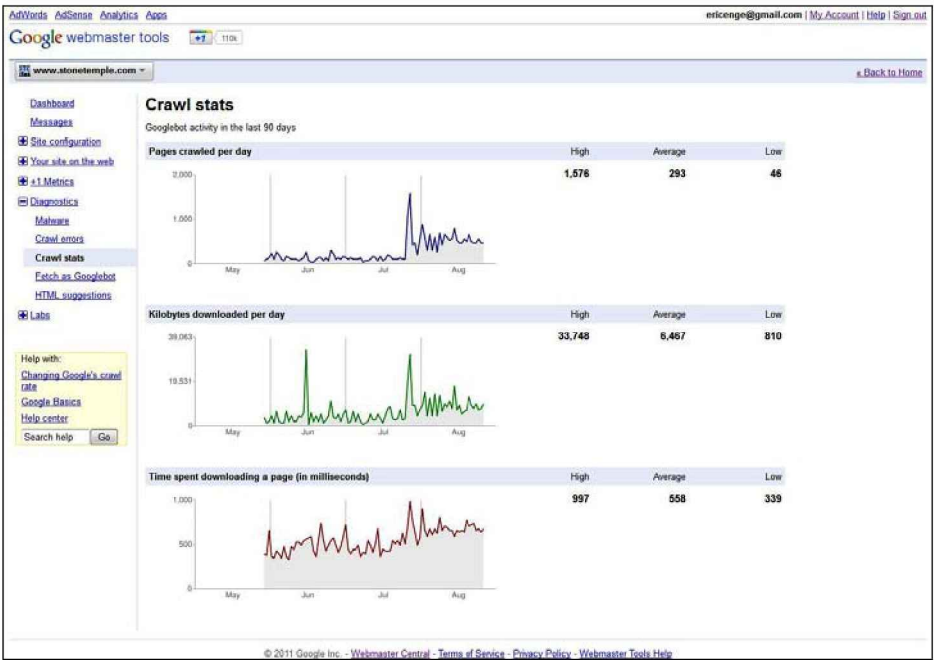 AdWords AdSense Analytics Apps
ericenge@gmail.com | My Account | Help | Sign out
Google webmaster tools +1 110k
www.stonetemple.com
« Back to Home
Dashboard
Messages
Site configuration
Your site on the web
+1 Metrics
Diagnostics
Malware
Crawl errors
Crawl stats
Fetch as Googlebot
HTML suggestions
Labs
Help with:
Changing Google's crawl
rate
Google Basics
Help center
Search help Go
Crawl stats
Googlebot activity in the last 90 days
Pages crawled per day High Average Low
1,576 293 46
2,000
1,000
0
May Jun Jul Aug
Kilobytes downloaded per day High Average Low
33,748 6,467 810
39,063
19,531
0
May Jun Jul Aug
Time spent downloading a page (in milliseconds) High Average Low
997 558 339
1,000
500
0
May Jun Jul Aug
© 2011 Google Inc. - Webmaster Central - Terms of Service - Privacy Policy - Webmaster Tools Help